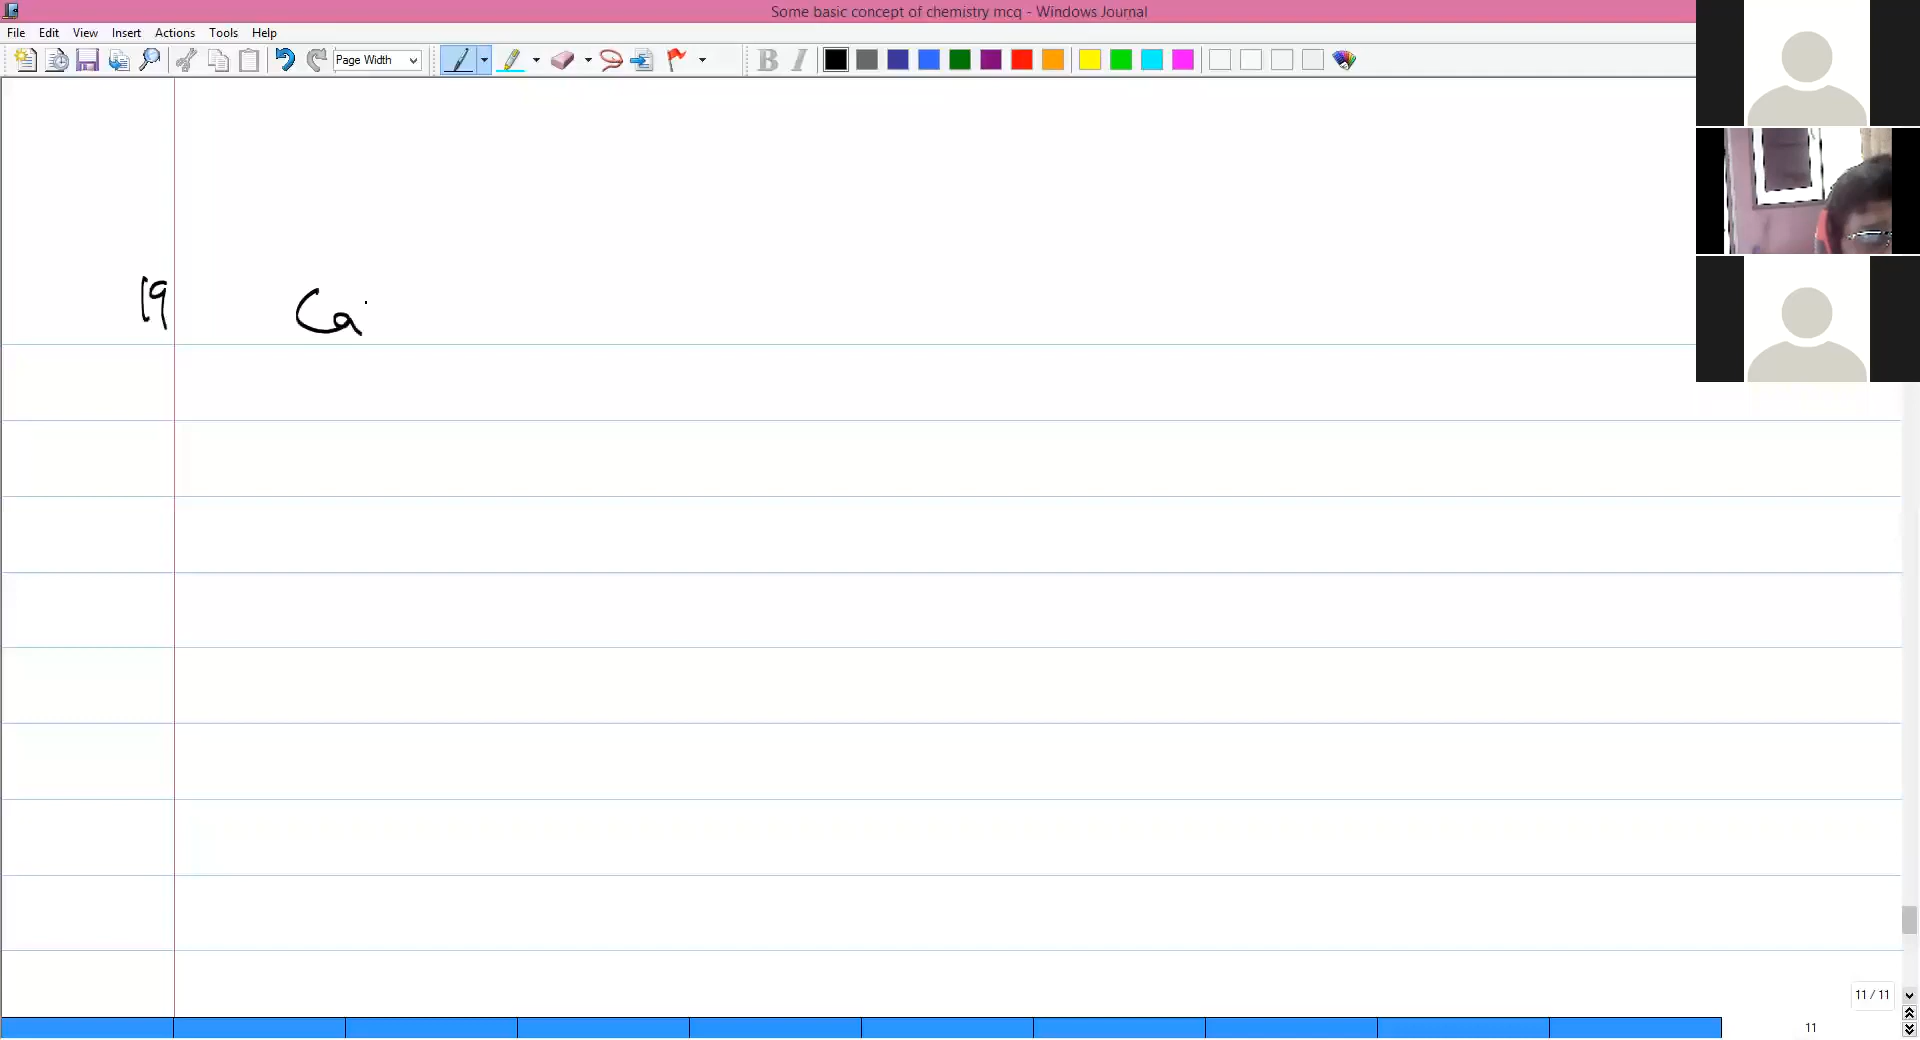 Some basic concept of chemistry mcq - Windows Journal
File Edit View Insert Actions Tools Help
Page Width
B I
19 Ca
11 / 11
11